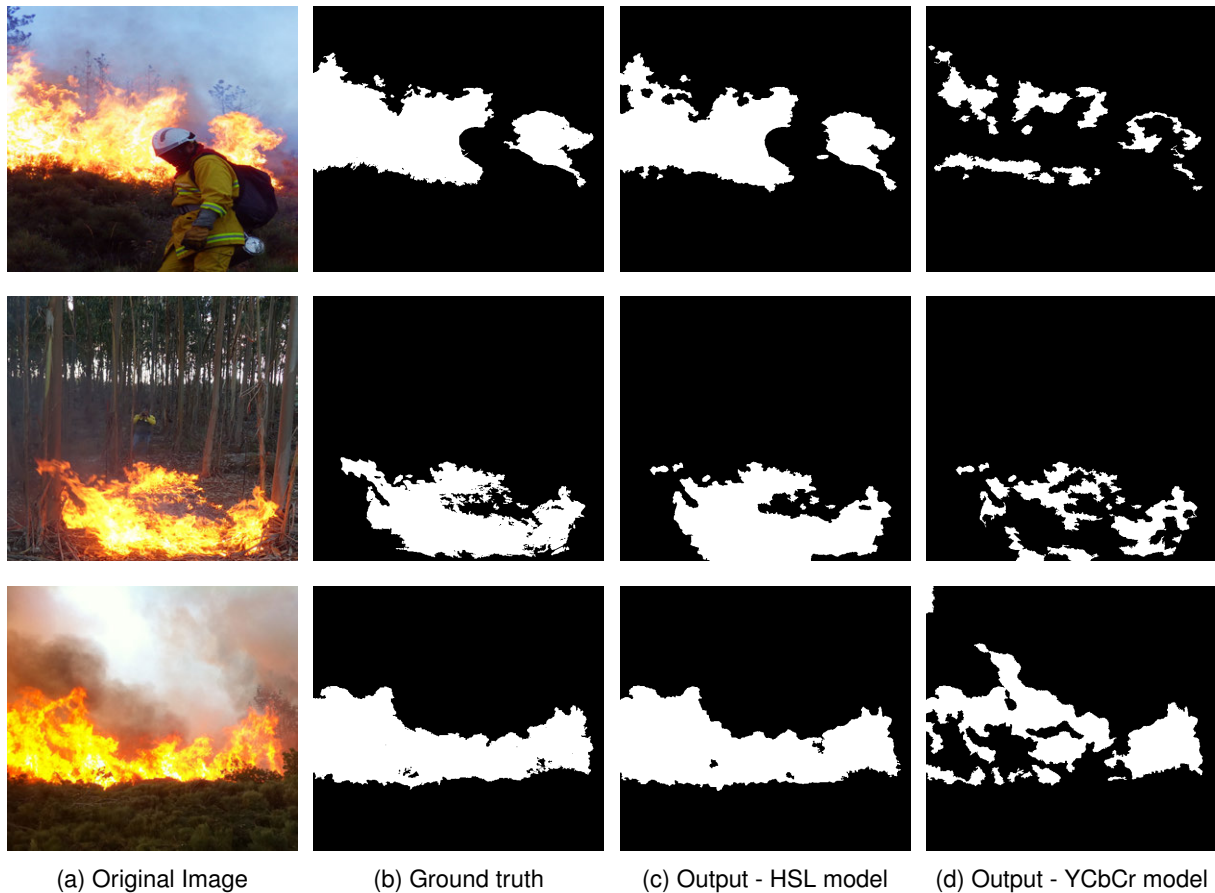 (a) Original Image
(b) Ground truth
(c) Output - HSL model
(d) Output - YCbCr model